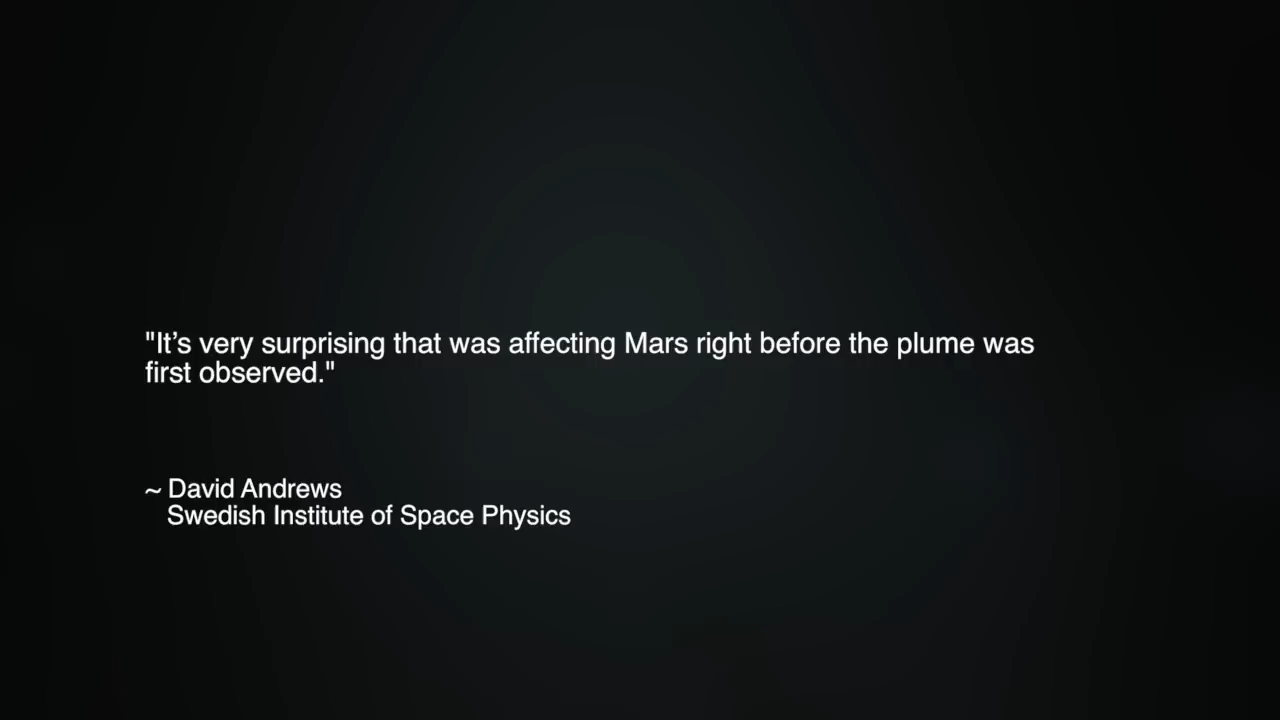 "It’s very surprising that was affecting Mars right before the plume was
first observed."
~ David Andrews
Swedish Institute of Space Physics